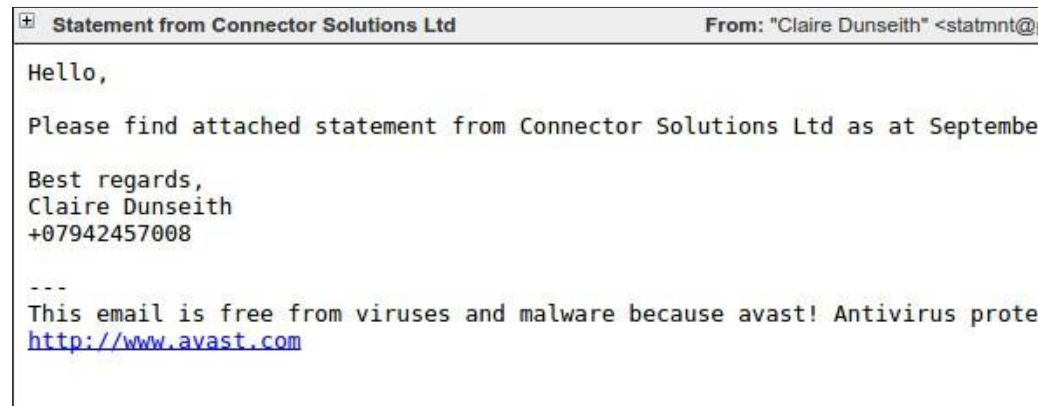 Statement from Connector Solutions Ltd From: "Claire Dunseith" <statmnt@
Hello,
Please find attached statement from Connector Solutions Ltd as at Septembe
Best regards,
Claire Dunseith
+07942457008
---
This email is free from viruses and malware because avast! Antivirus prote
http://www.avast.com